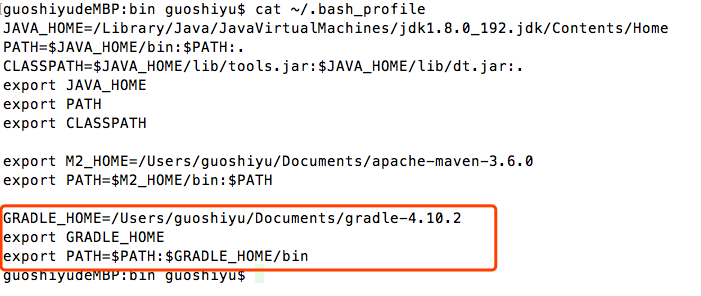 guoshiyudeMBP:bin guoshiyu$ cat ~/.bash_profile
JAVA_HOME=/Library/Java/JavaVirtualMachines/jdk1.8.0_192.jdk/Contents/Home
PATH=$JAVA_HOME/bin:$PATH:.
CLASSPATH=$JAVA_HOME/lib/tools.jar:$JAVA_HOME/lib/dt.jar:.
export JAVA_HOME
export PATH
export CLASSPATH
export M2_HOME=/Users/guoshiyu/Documents/apache-maven-3.6.0
export PATH=$M2_HOME/bin:$PATH
GRADLE_HOME=/Users/guoshiyu/Documents/gradle-4.10.2
export GRADLE_HOME
export PATH=$PATH:$GRADLE_HOME/bin
guoshiyudeMBP:bin guoshiyu$